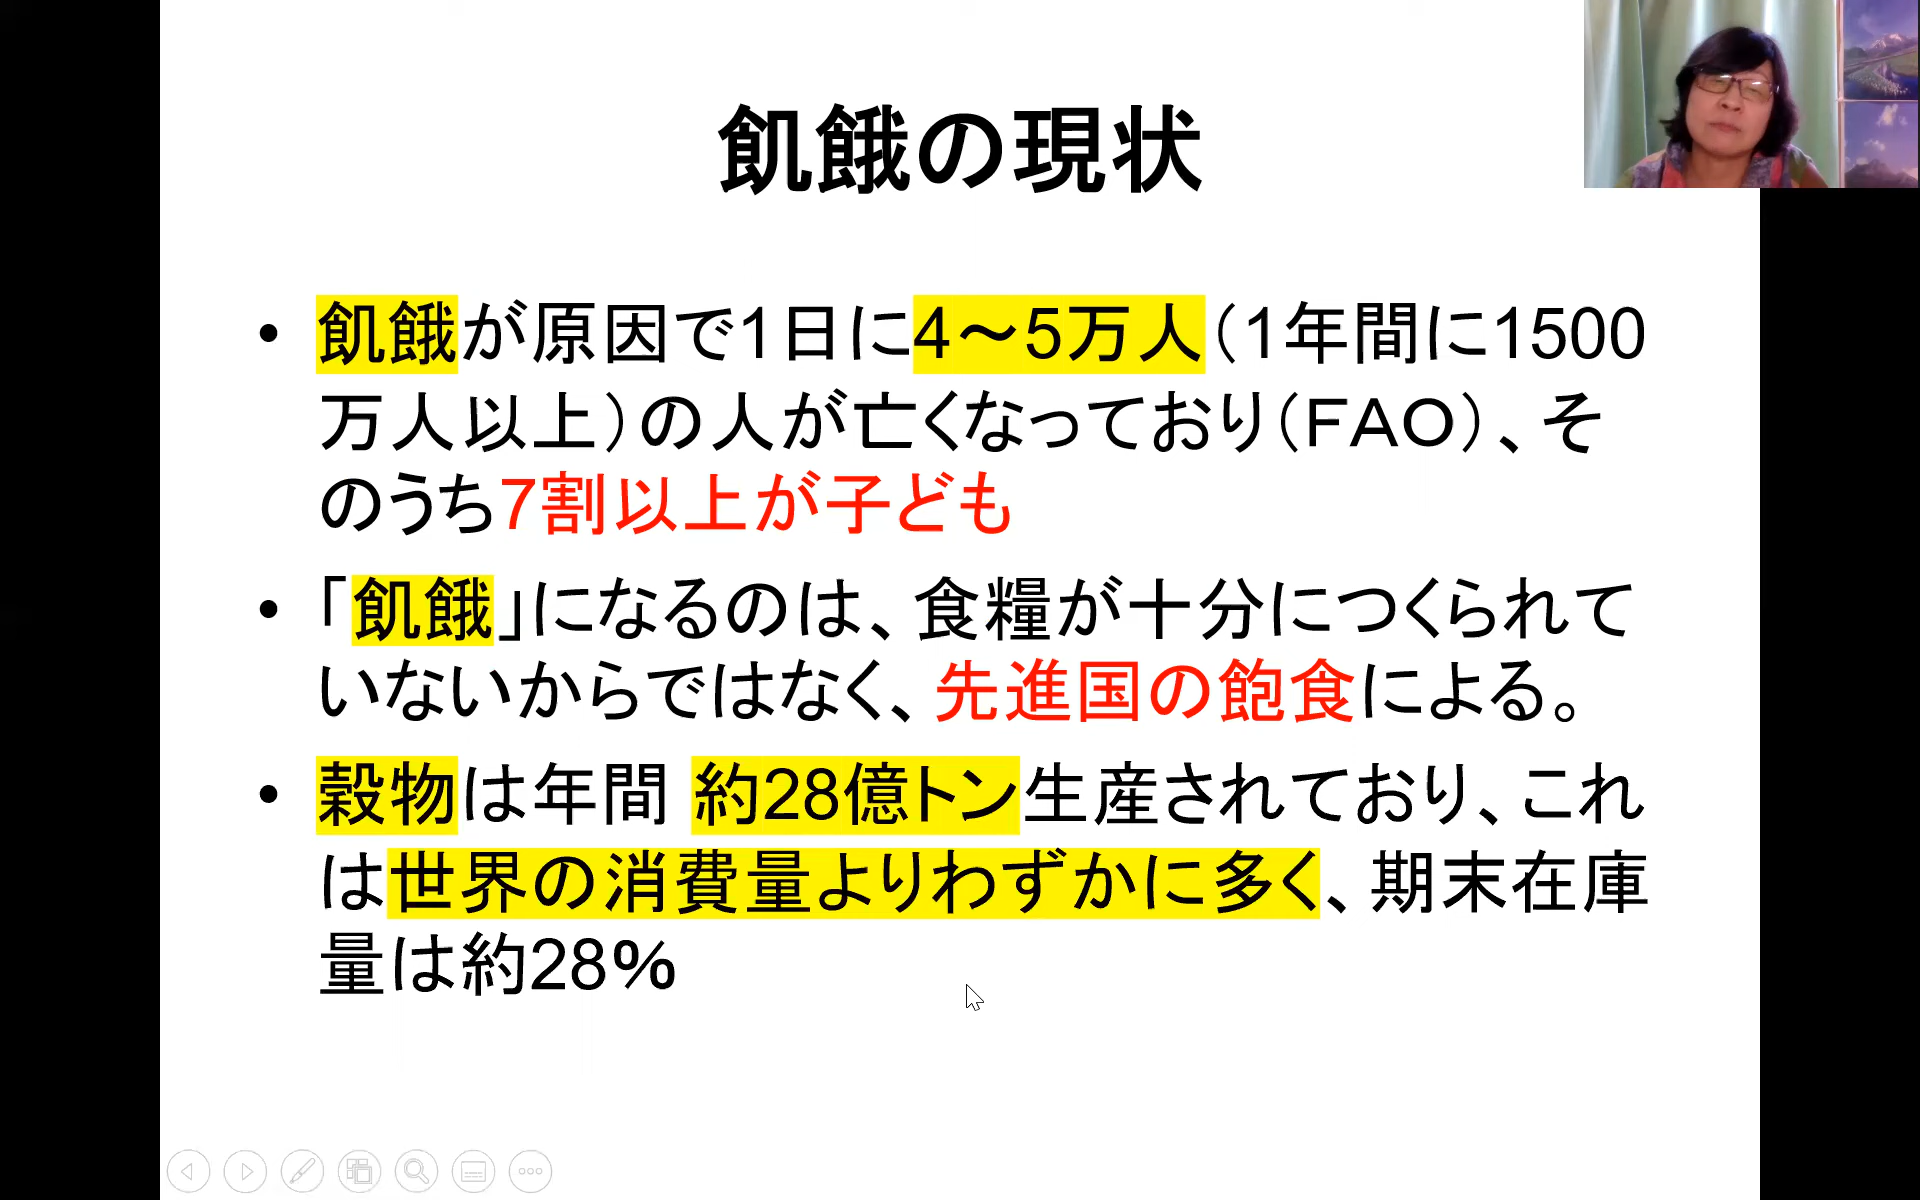 飢餓の現状
• 飢餓が原因で1日に4～5万人（1年間に1500
万人以上）の人が亡くなっており（FAO）、そ
のうち7割以上が子ども
• 「飢餓」になるのは、食糧が十分につくられて
いないからではなく、先進国の飽食による。
• 穀物は年間 約28億トン生産されており、これ
は世界の消費量よりわずかに多く、期末在庫
量は約28%